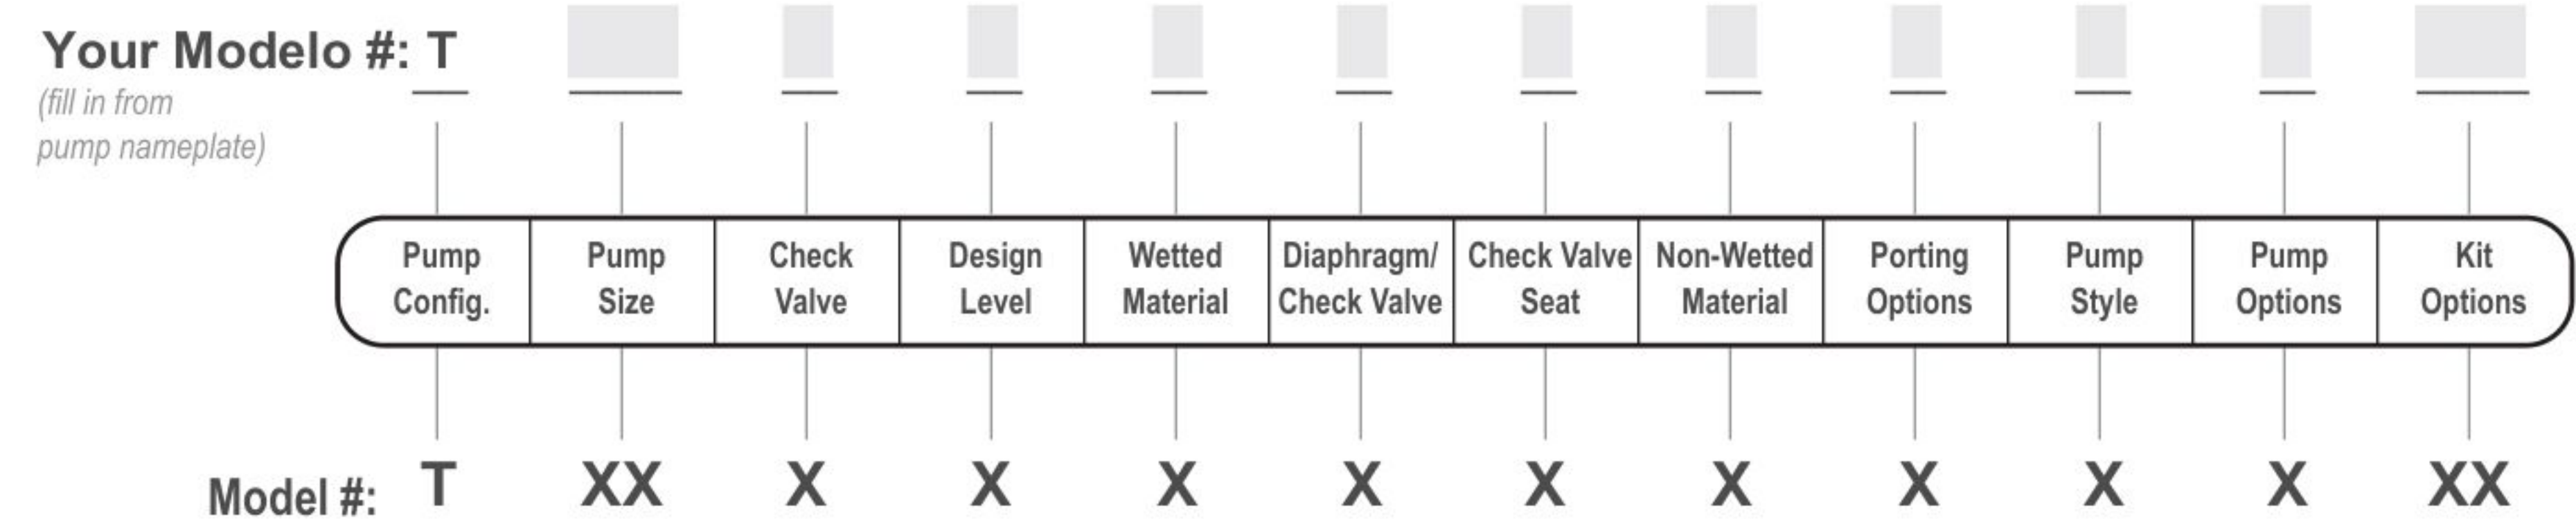 Your Modelo #: T
(fill in from
pump nameplate)
Pump Config.
Pump Size
Check Valve
Design Level
Wetted Material
Diaphragm/ Check Valve
Check Valve Seat
Non-Wetted Material
Porting Options
Pump Style
Pump Options
Kit Options
Model #: T XX X X X X X X X X X XX